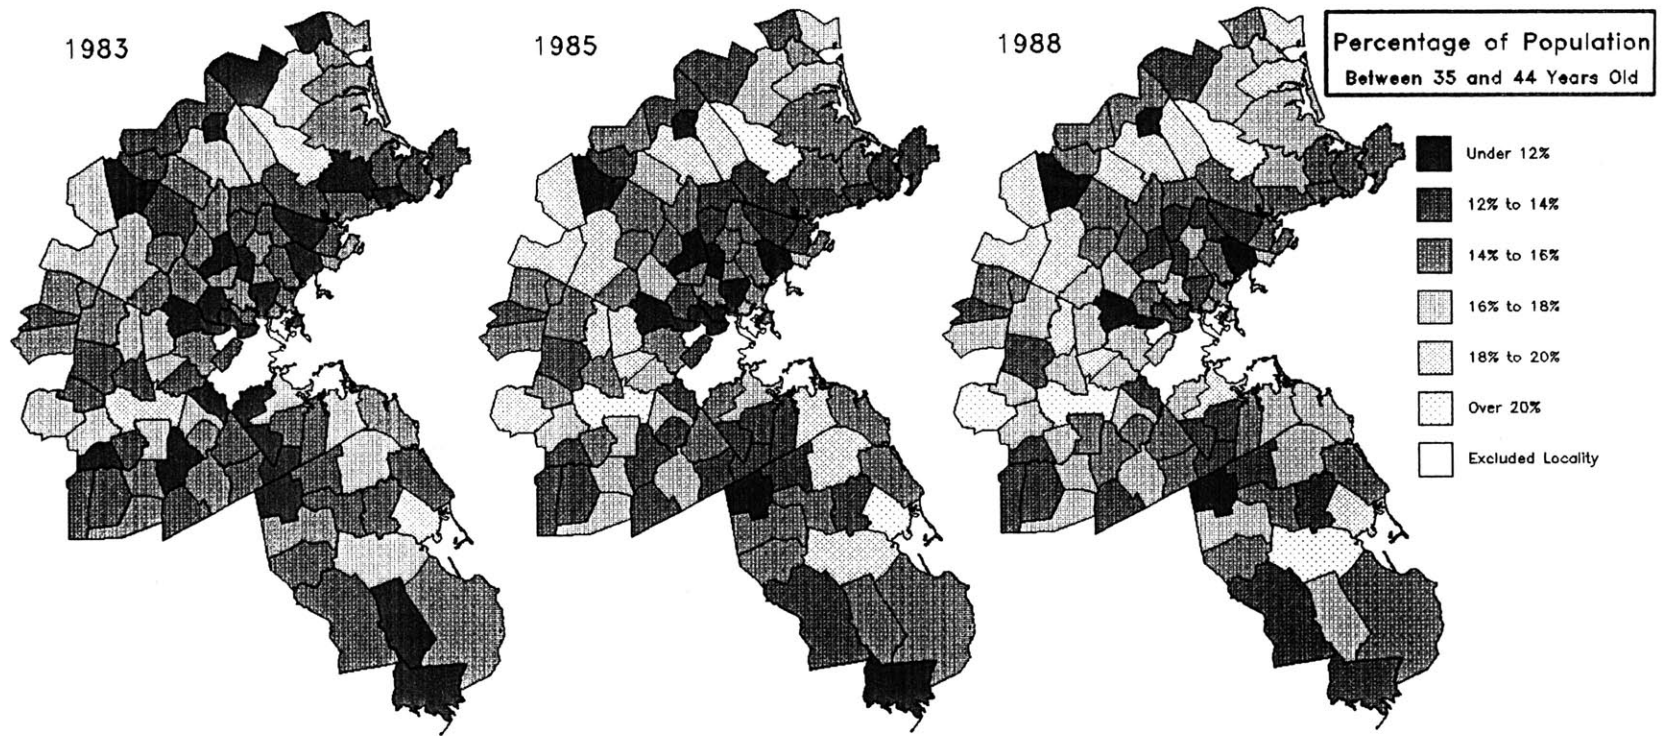 1983
1985
1988
Percentage of Population
Between 35 and 44 Years Old
Under 12%
12% to 14%
14% to 16%
16% to 18%
18% to 20%
Over 20%
Excluded Locality